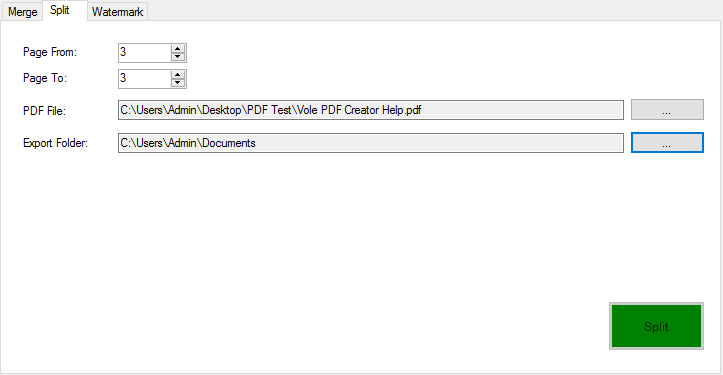 Merge Split Watermark
Page From: 3
Page To: 3
PDF File: C:\Users\Admin\Desktop\PDF Test\Vole PDF Creator Help.pdf ...
Export Folder: C:\Users\Admin\Documents ...
Split